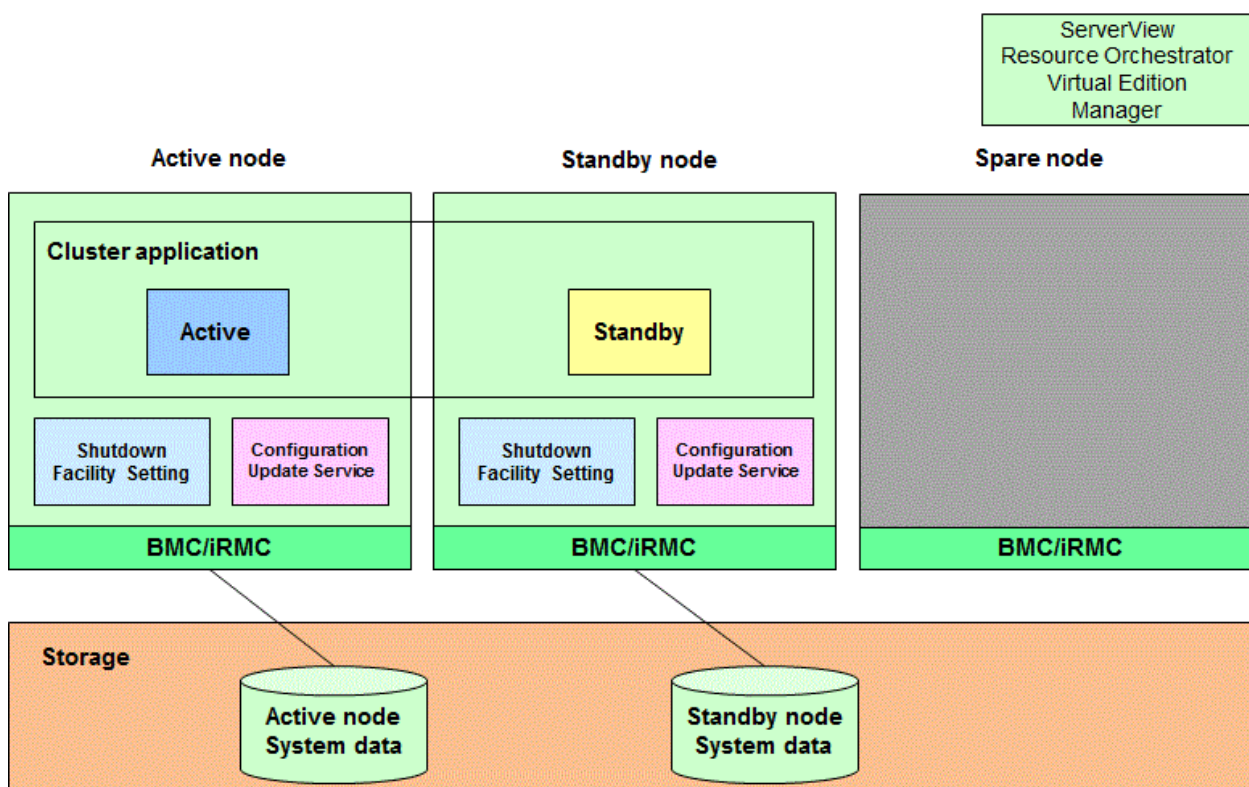 ServerView
Resource Orchestrator
Virtual Edition
Manager
Active node
Standby node
Spare node
Cluster application
Active
Standby
Shutdown
Facility Setting
Configuration
Update Service
Shutdown
Facility Setting
Configuration
Update Service
BMC/iRMC
BMC/iRMC
BMC/iRMC
Storage
Active node
System data
Standby node
System data